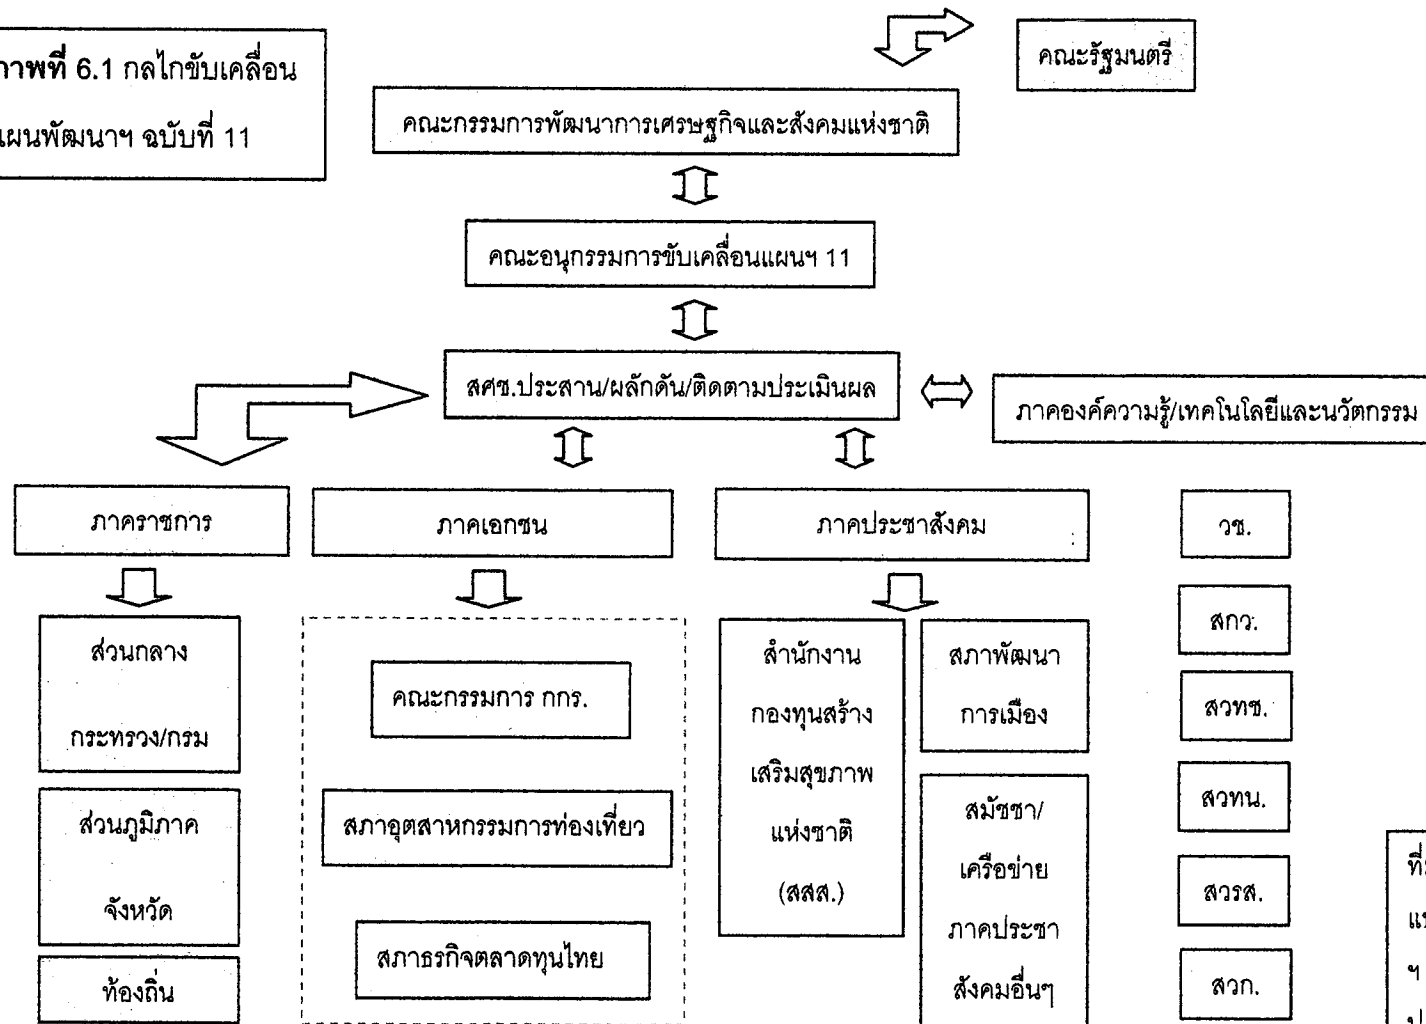 ภาพที่ 6.1 กลไกขับเคลื่อน
แผนพัฒนาฯ ฉบับที่ 11
คณะรัฐมนตรี
คณะกรรมการพัฒนาการเศรษฐกิจและสังคมแห่งชาติ
คณะอนุกรรมการขับเคลื่อนแผนฯ 11
สศช.ประสาน/ผลักดัน/ติดตามประเมินผล
ภาคองค์ความรู้/เทคโนโลยีและนวัตกรรม
ภาคราชการ
ภาคเอกชน
ภาคประชาสังคม
ส่วนกลาง
กระทรวง/กรม
ส่วนภูมิภาค
จังหวัด
ท้องถิ่น
คณะกรรมการ กกร.
สภาอุตสาหกรรมการท่องเที่ยว
สภาธรกิจตลาดทุนไทย
สำนักงาน
กองทุนสร้าง
เสริมสุขภาพ
แห่งชาติ
(สสส.)
สภาพัฒนา
การเมือง
สมัชชา/
เครือข่าย
ภาคประชา
สังคมอื่นๆ
วช.
สกว.
สวทช.
สวทน.
สวรส.
สวก.
ฯ